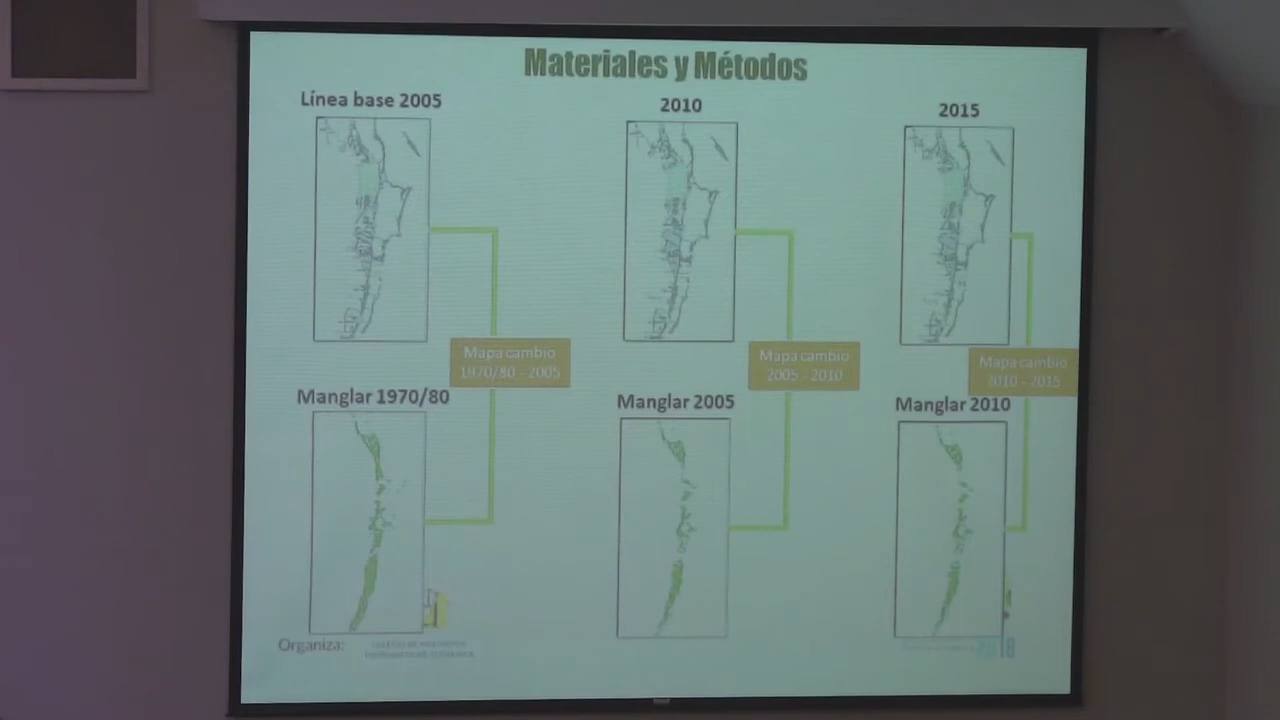 Materiales y Métodos
Línea base 2005
2010
2015
Mapa cambio
1970/80 - 2005
Mapa cambio
2005 - 2010
Mapa cambio
2010 - 2015
Manglar 1970/80
Manglar 2005
Manglar 2010
Organiza: